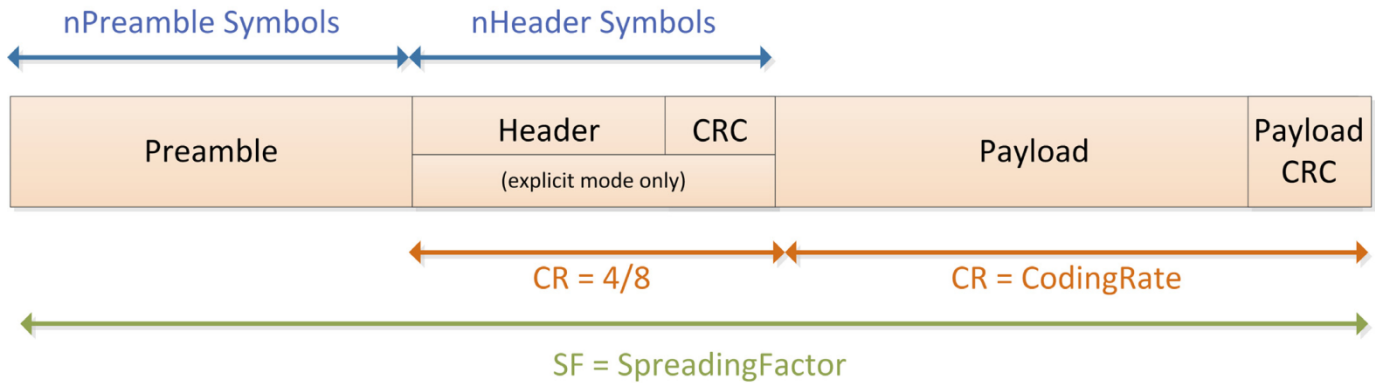 nPreamble Symbols
nHeader Symbols
Preamble
Header
CRC
(explicit mode only)
Payload
Payload
CRC
CR = 4/8
CR = CodingRate
SF = SpreadingFactor